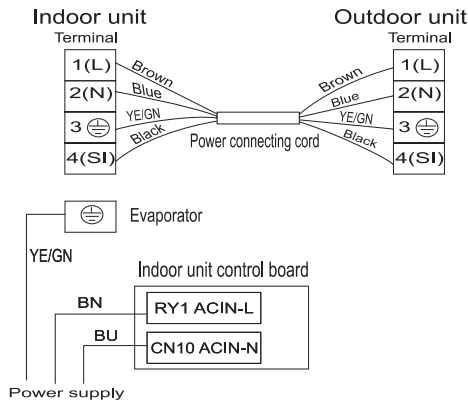 Indoor unit
Outdoor unit
Terminal
Terminal
1(L)
Brown
Brown
1(L)
2(N)
Blue
Blue
2(N)
3
YE/GN
YE/GN
3
4(SI)
Black
Black
4(SI)
Power connecting cord
Evaporator
YE/GN
Indoor unit control board
BN
RY1 ACIN-L
BU
CN10 ACIN-N
Power supply